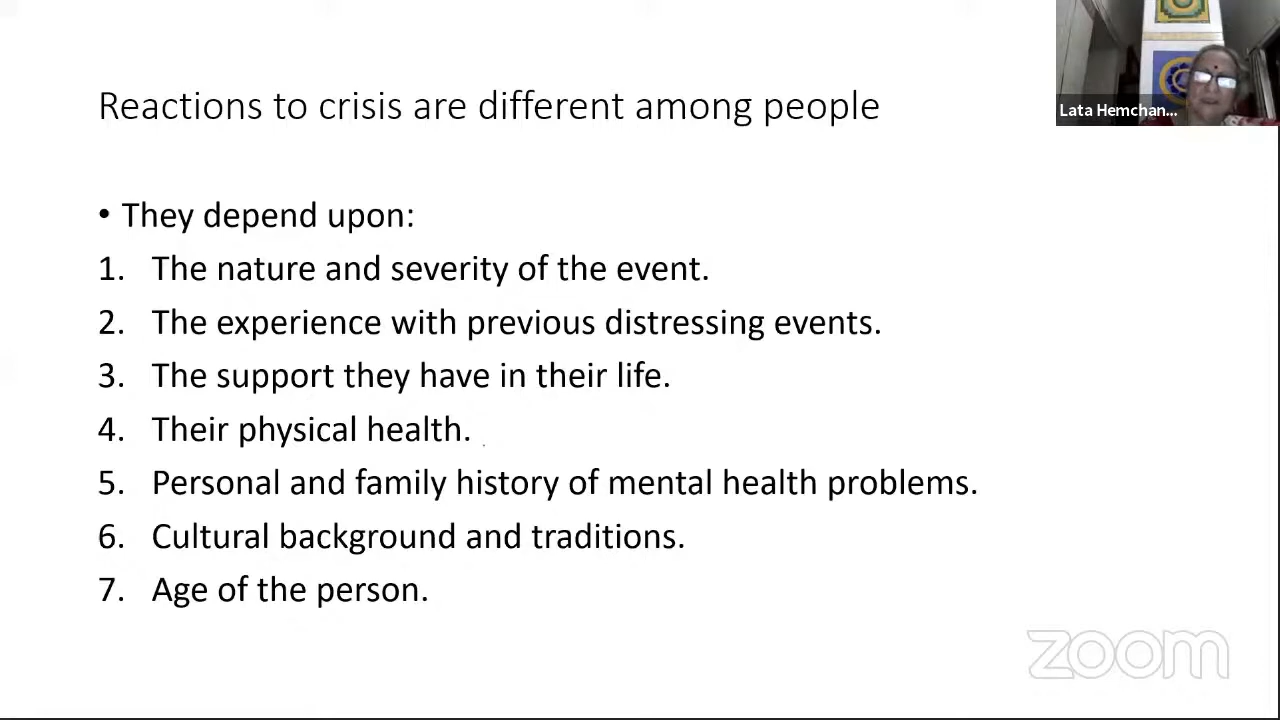 Reactions to crisis are different among people
Lata Hemchan...
• They depend upon:
1. The nature and severity of the event.
2. The experience with previous distressing events.
3. The support they have in their life.
4. Their physical health.
5. Personal and family history of mental health problems.
6. Cultural background and traditions.
7. Age of the person.
zoom